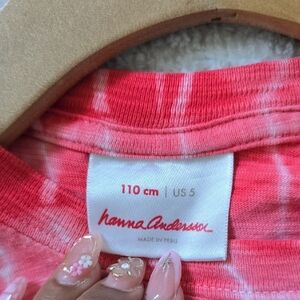 110 cm | US 5
hanna Andersson
MADE IN PERU